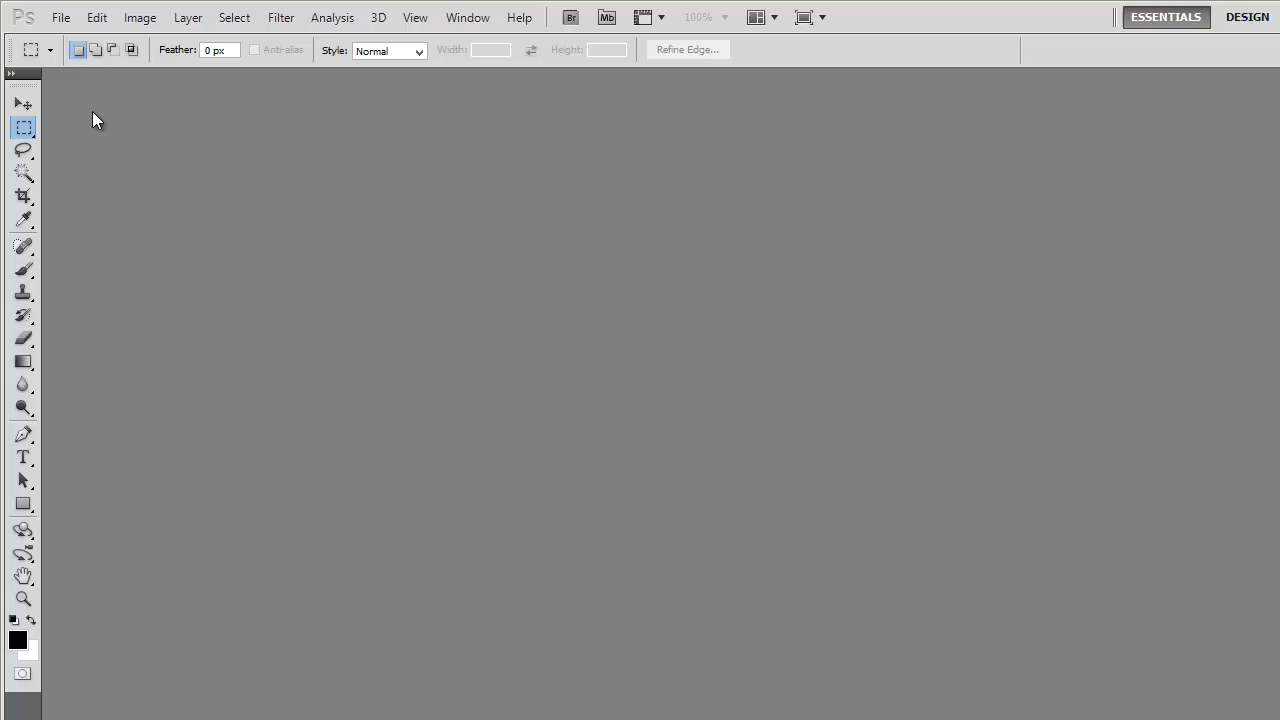 Ps File Edit Image Layer Select Filter Analysis 3D View Window Help Br Mb 100% ESSENTIALS DESIGN
Feather: 0 px Anti-alias Style: Normal Width: Height: Refine Edge...
T